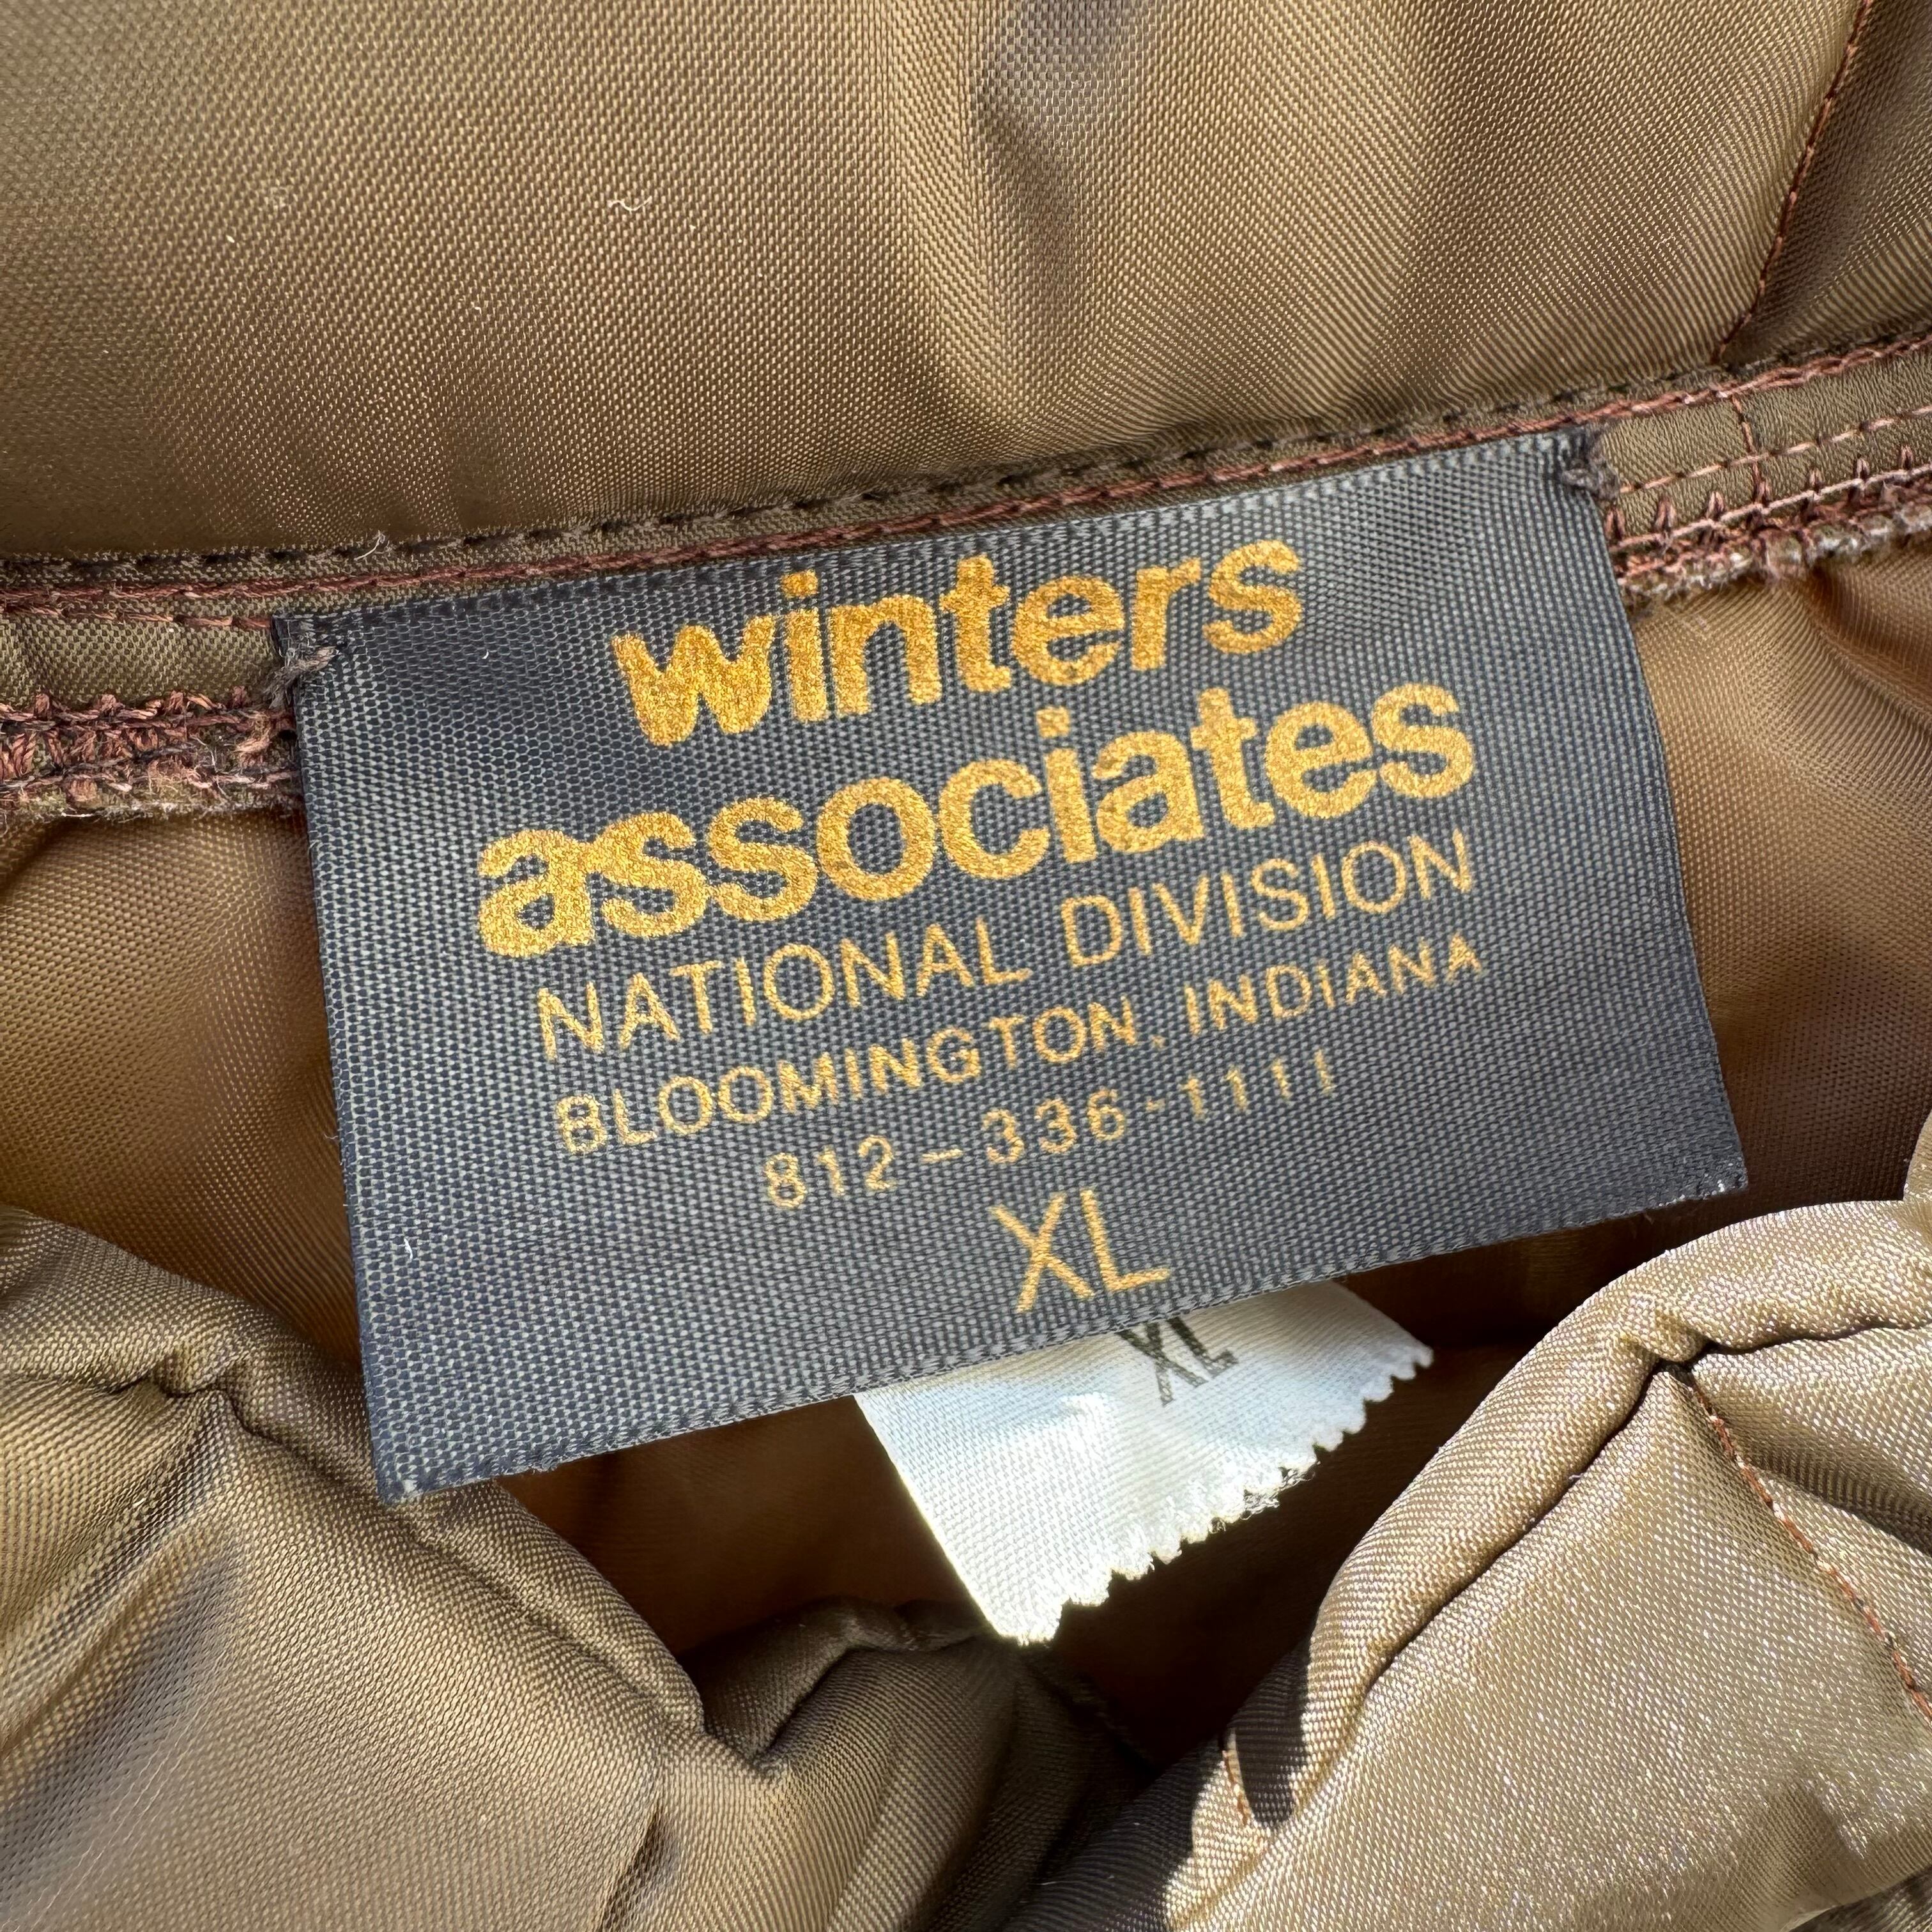 winters
associates
NATIONAL DIVISION
BLOOMINGTON, INDIANA
812-336-1111
XL
XL